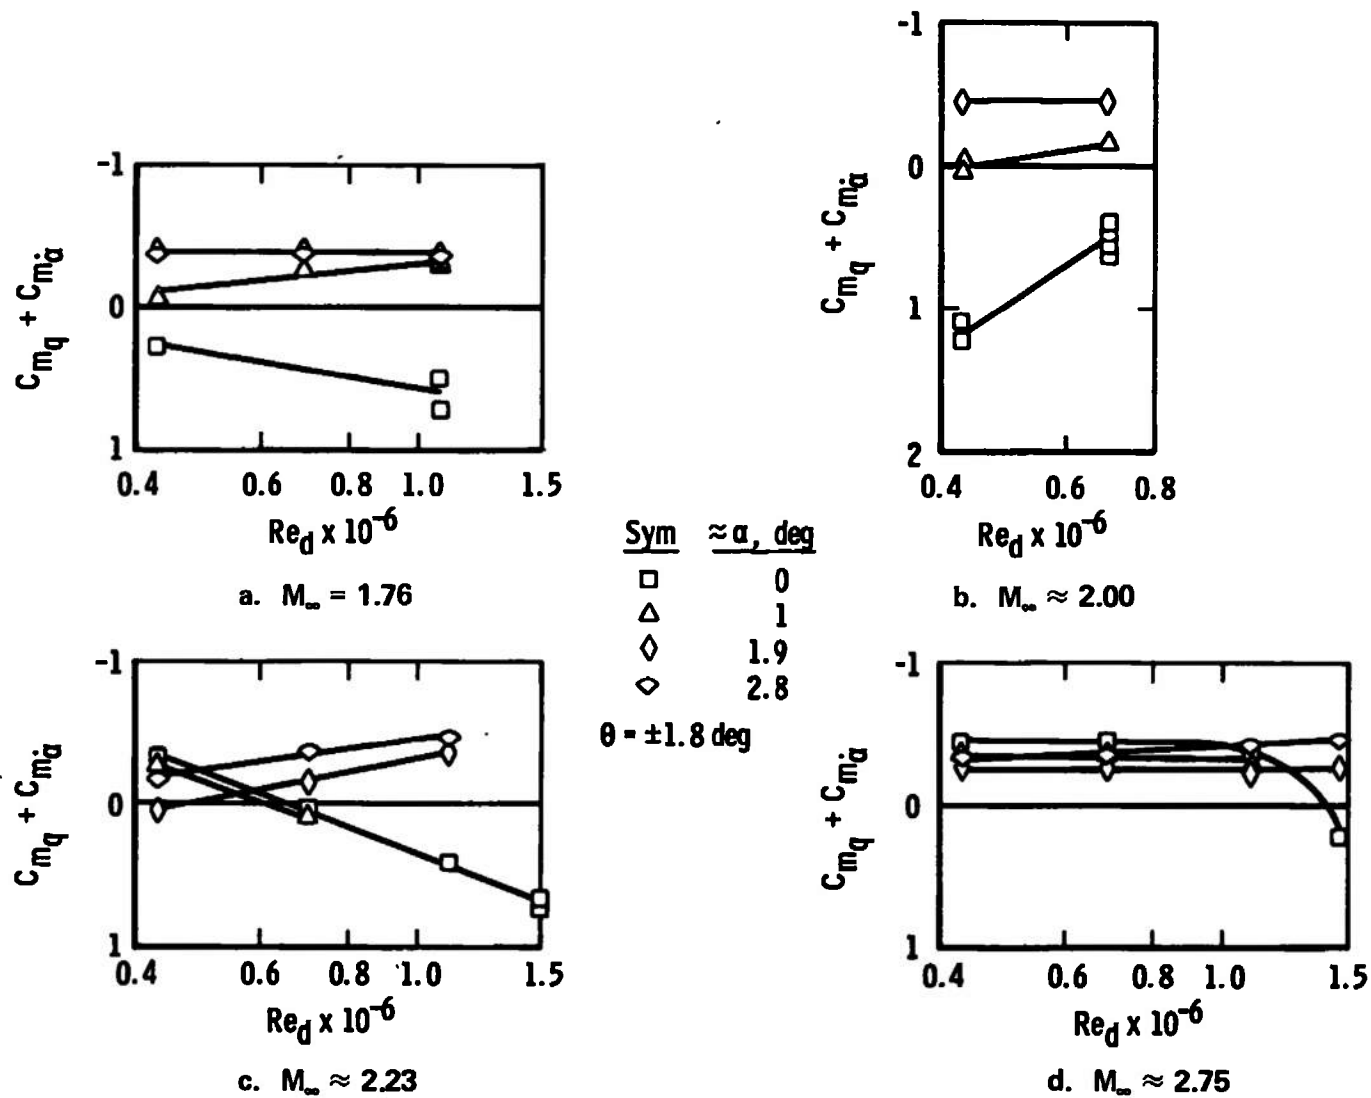 -1
0
1
C_mq + C_mα̇
0.4 0.6 0.8 1.0 1.5
Re_d x 10^-6
a. M∞ = 1.76
-1
0
1
2
C_mq + C_mα̇
0.4 0.6 0.8
Re_d x 10^-6
b. M∞ ≈ 2.00
Sym ≈ α, deg
□ 0
△ 1
◊ 1.9
◇ 2.8
θ = ±1.8 deg
-1
0
1
C_mq + C_mα̇
0.4 0.6 0.8 1.0 1.5
Re_d x 10^-6
c. M∞ ≈ 2.23
-1
0
1
C_mq + C_mα̇
0.4 0.6 0.8 1.0 1.5
Re_d x 10^-6
d. M∞ ≈ 2.75